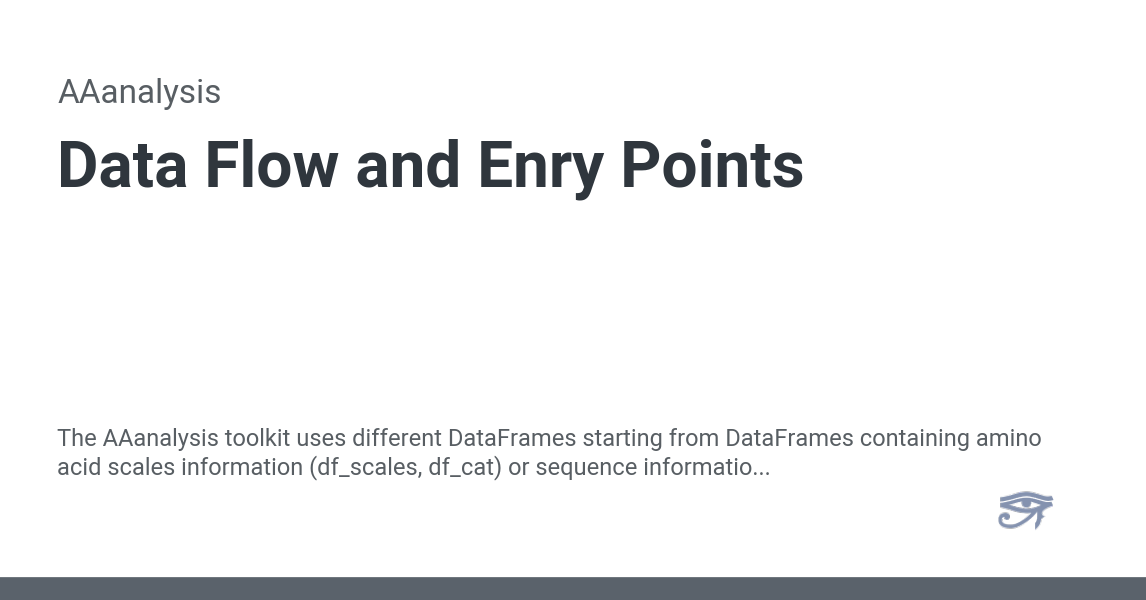 AAanalysis
Data Flow and Enry Points
The AAanalysis toolkit uses different DataFrames starting from DataFrames containing amino
acid scales information (df_scales, df_cat) or sequence informatio...